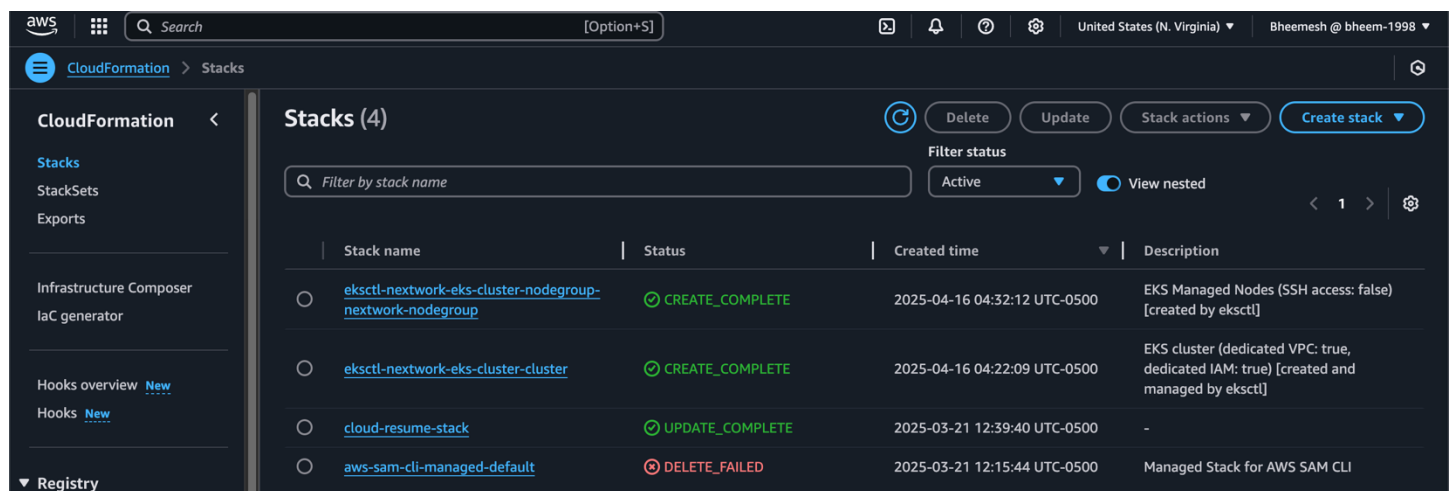 aws
Search
[Option+S]
United States (N. Virginia)
Bheemesh @ bheem-1998
CloudFormation
Stacks
CloudFormation
Stacks
StackSets
Exports
Infrastructure Composer
IaC generator
Hooks overview New
Hooks New
Registry
Stacks (4)
Delete
Update
Stack actions
Create stack
Filter status
Filter by stack name
Active
View nested
1
Stack name
Status
Created time
Description
eksctl-nextwork-eks-cluster-nodegroup-
nextwork-nodegroup
CREATE_COMPLETE
2025-04-16 04:32:12 UTC-0500
EKS Managed Nodes (SSH access: false)
[created by eksctl]
eksctl-nextwork-eks-cluster-cluster
CREATE_COMPLETE
2025-04-16 04:22:09 UTC-0500
EKS cluster (dedicated VPC: true,
dedicated IAM: true) [created and
managed by eksctl]
cloud-resume-stack
UPDATE_COMPLETE
2025-03-21 12:39:40 UTC-0500
-
aws-sam-cli-managed-default
DELETE_FAILED
2025-03-21 12:15:44 UTC-0500
Managed Stack for AWS SAM CLI